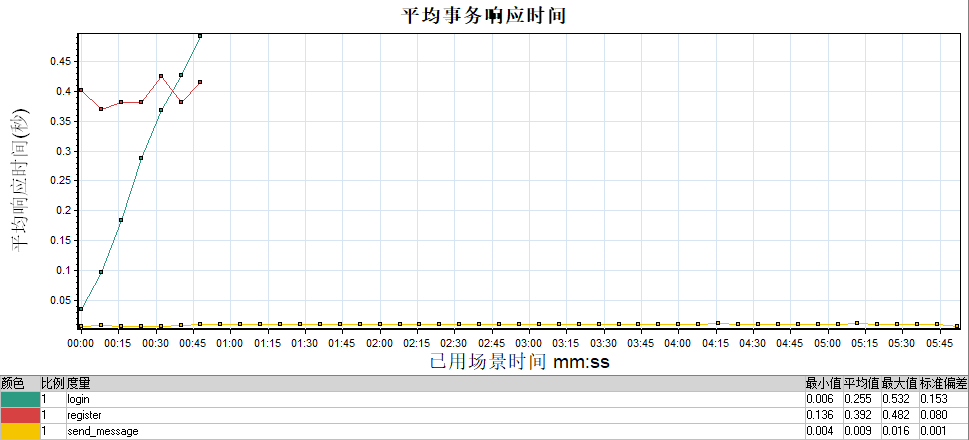 平均事务响应时间
平均响应时间(秒)
0.45
0.4
0.35
0.3
0.25
0.2
0.15
0.1
0.05
00:00 00:15 00:30 00:45 01:00 01:15 01:30 01:45 02:00 02:15 02:30 02:45 03:00 03:15 03:30 03:45 04:00 04:15 04:30 04:45 05:00 05:15 05:30 05:45
已用场景时间 mm:ss
颜色 比例 度量 最小值 平均值 最大值 标准偏差
1 login 0.006 0.255 0.532 0.153
1 register 0.136 0.392 0.482 0.080
1 send_message 0.004 0.009 0.016 0.001